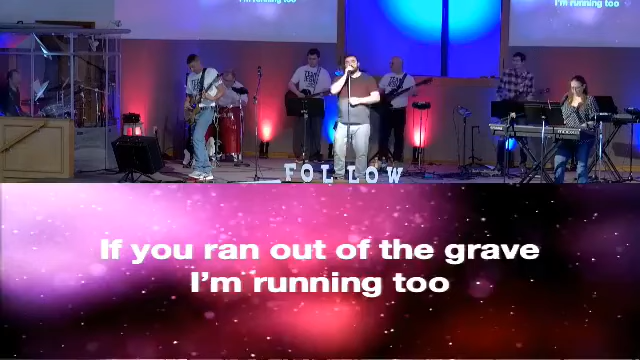 I'm running too
I'm running too
FOLLOW
If you ran out of the grave
I'm running too